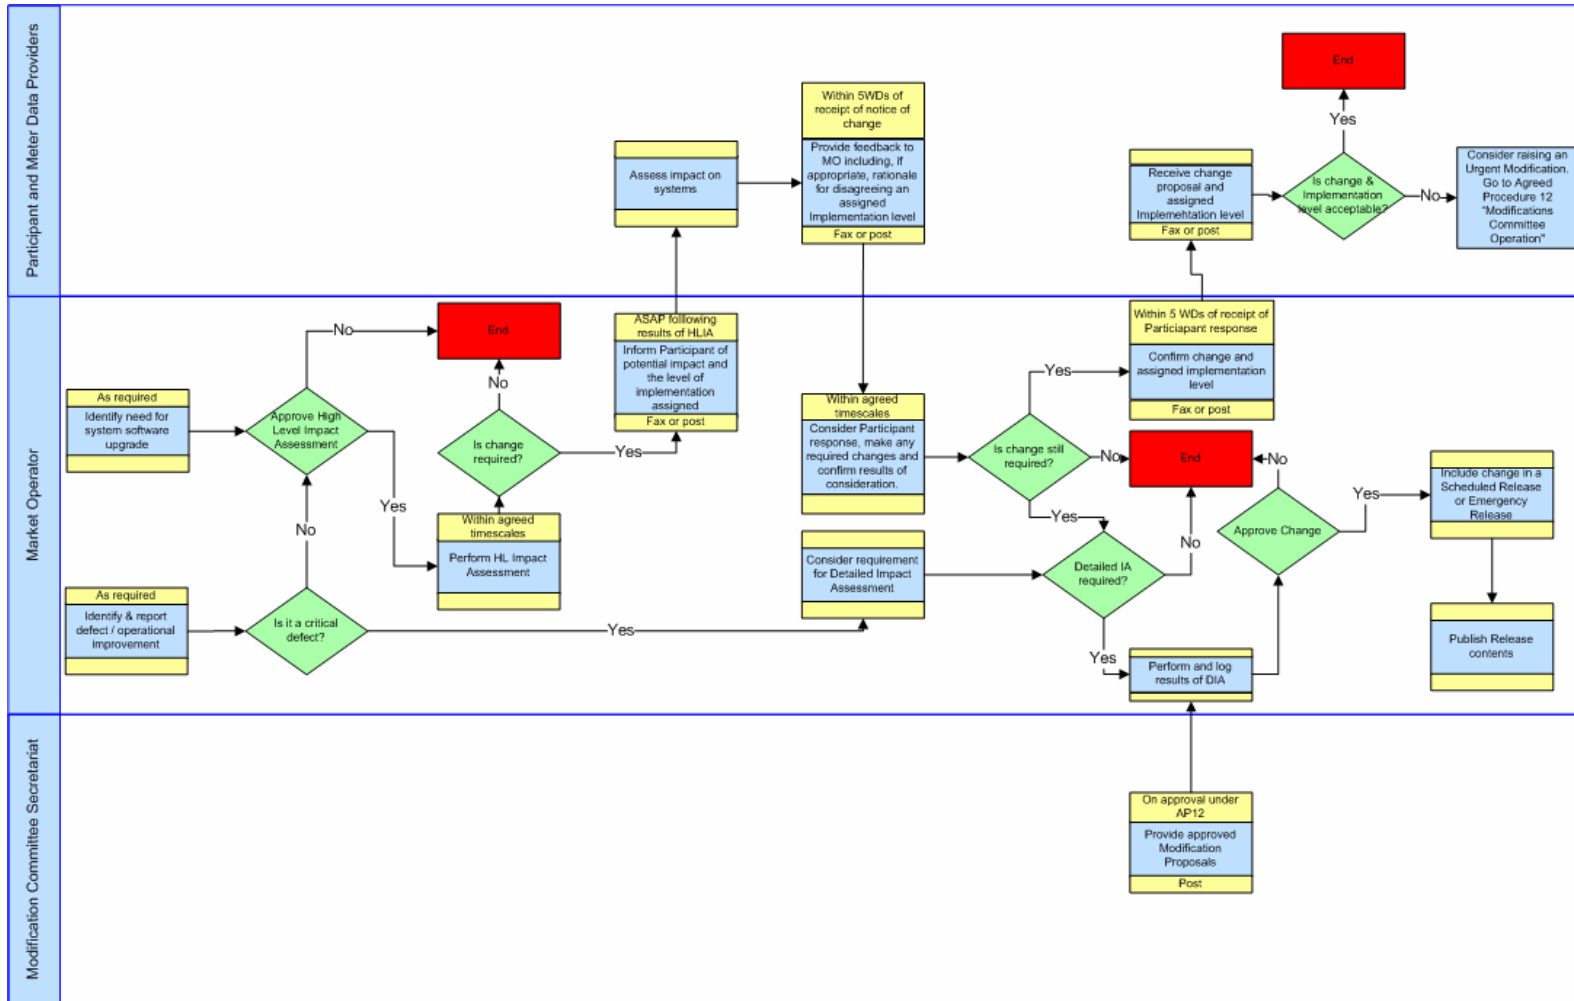 Participant and Meter Data Providers
End
Yes
Within 5WDs of
receipt of notice of
change
Provide feedback to
MO including, if
appropriate, rationale
for disagreeing an
assigned
Implementation level
Fax or post
Assess impact on
systems
Receive change
proposal and
assigned
Implemehtation level
Fax or post
Is change &
Implementation
level acceptable?
No
Consider raising an
Urgent Modification.
Go to Agreed
Procedure 12
"Modifications
Committee
Operation"
Market Operator
No
End
No
ASAP folllowing
results of HLIA
Inform Participant of
potential impact and
the level of
implementation
assigned
Fax or post
Within 5 WDs of receipt of
Particiapant response
Confirm change and
assigned implementation
level
Fax or post
Yes
As required
Identify need for
system software
upgrade
Approve High
Level Impact
Assessment
Is change
required?
Yes
Within agreed
timescales
Consider Participant
response, make any
required changes and
confirm results of
consideration.
Is change still
required?
No
End
No
Yes
Within agreed
timescales
Perform HL Impact
Assessment
No
Yes
Approve Change
Yes
Include change in a
Scheduled Release
or Emergency
Release
Consider requirement
for Detailed Impact
Assessment
Detailed IA
required?
No
As required
Identify & report
defect / operational
improvement
Is it a critical
defect?
Yes
Yes
Perform and log
results of DIA
Publish Release
contents
Modification Committee Secretariat
On approval under
AP12
Provide approved
Modification
Proposals
Post